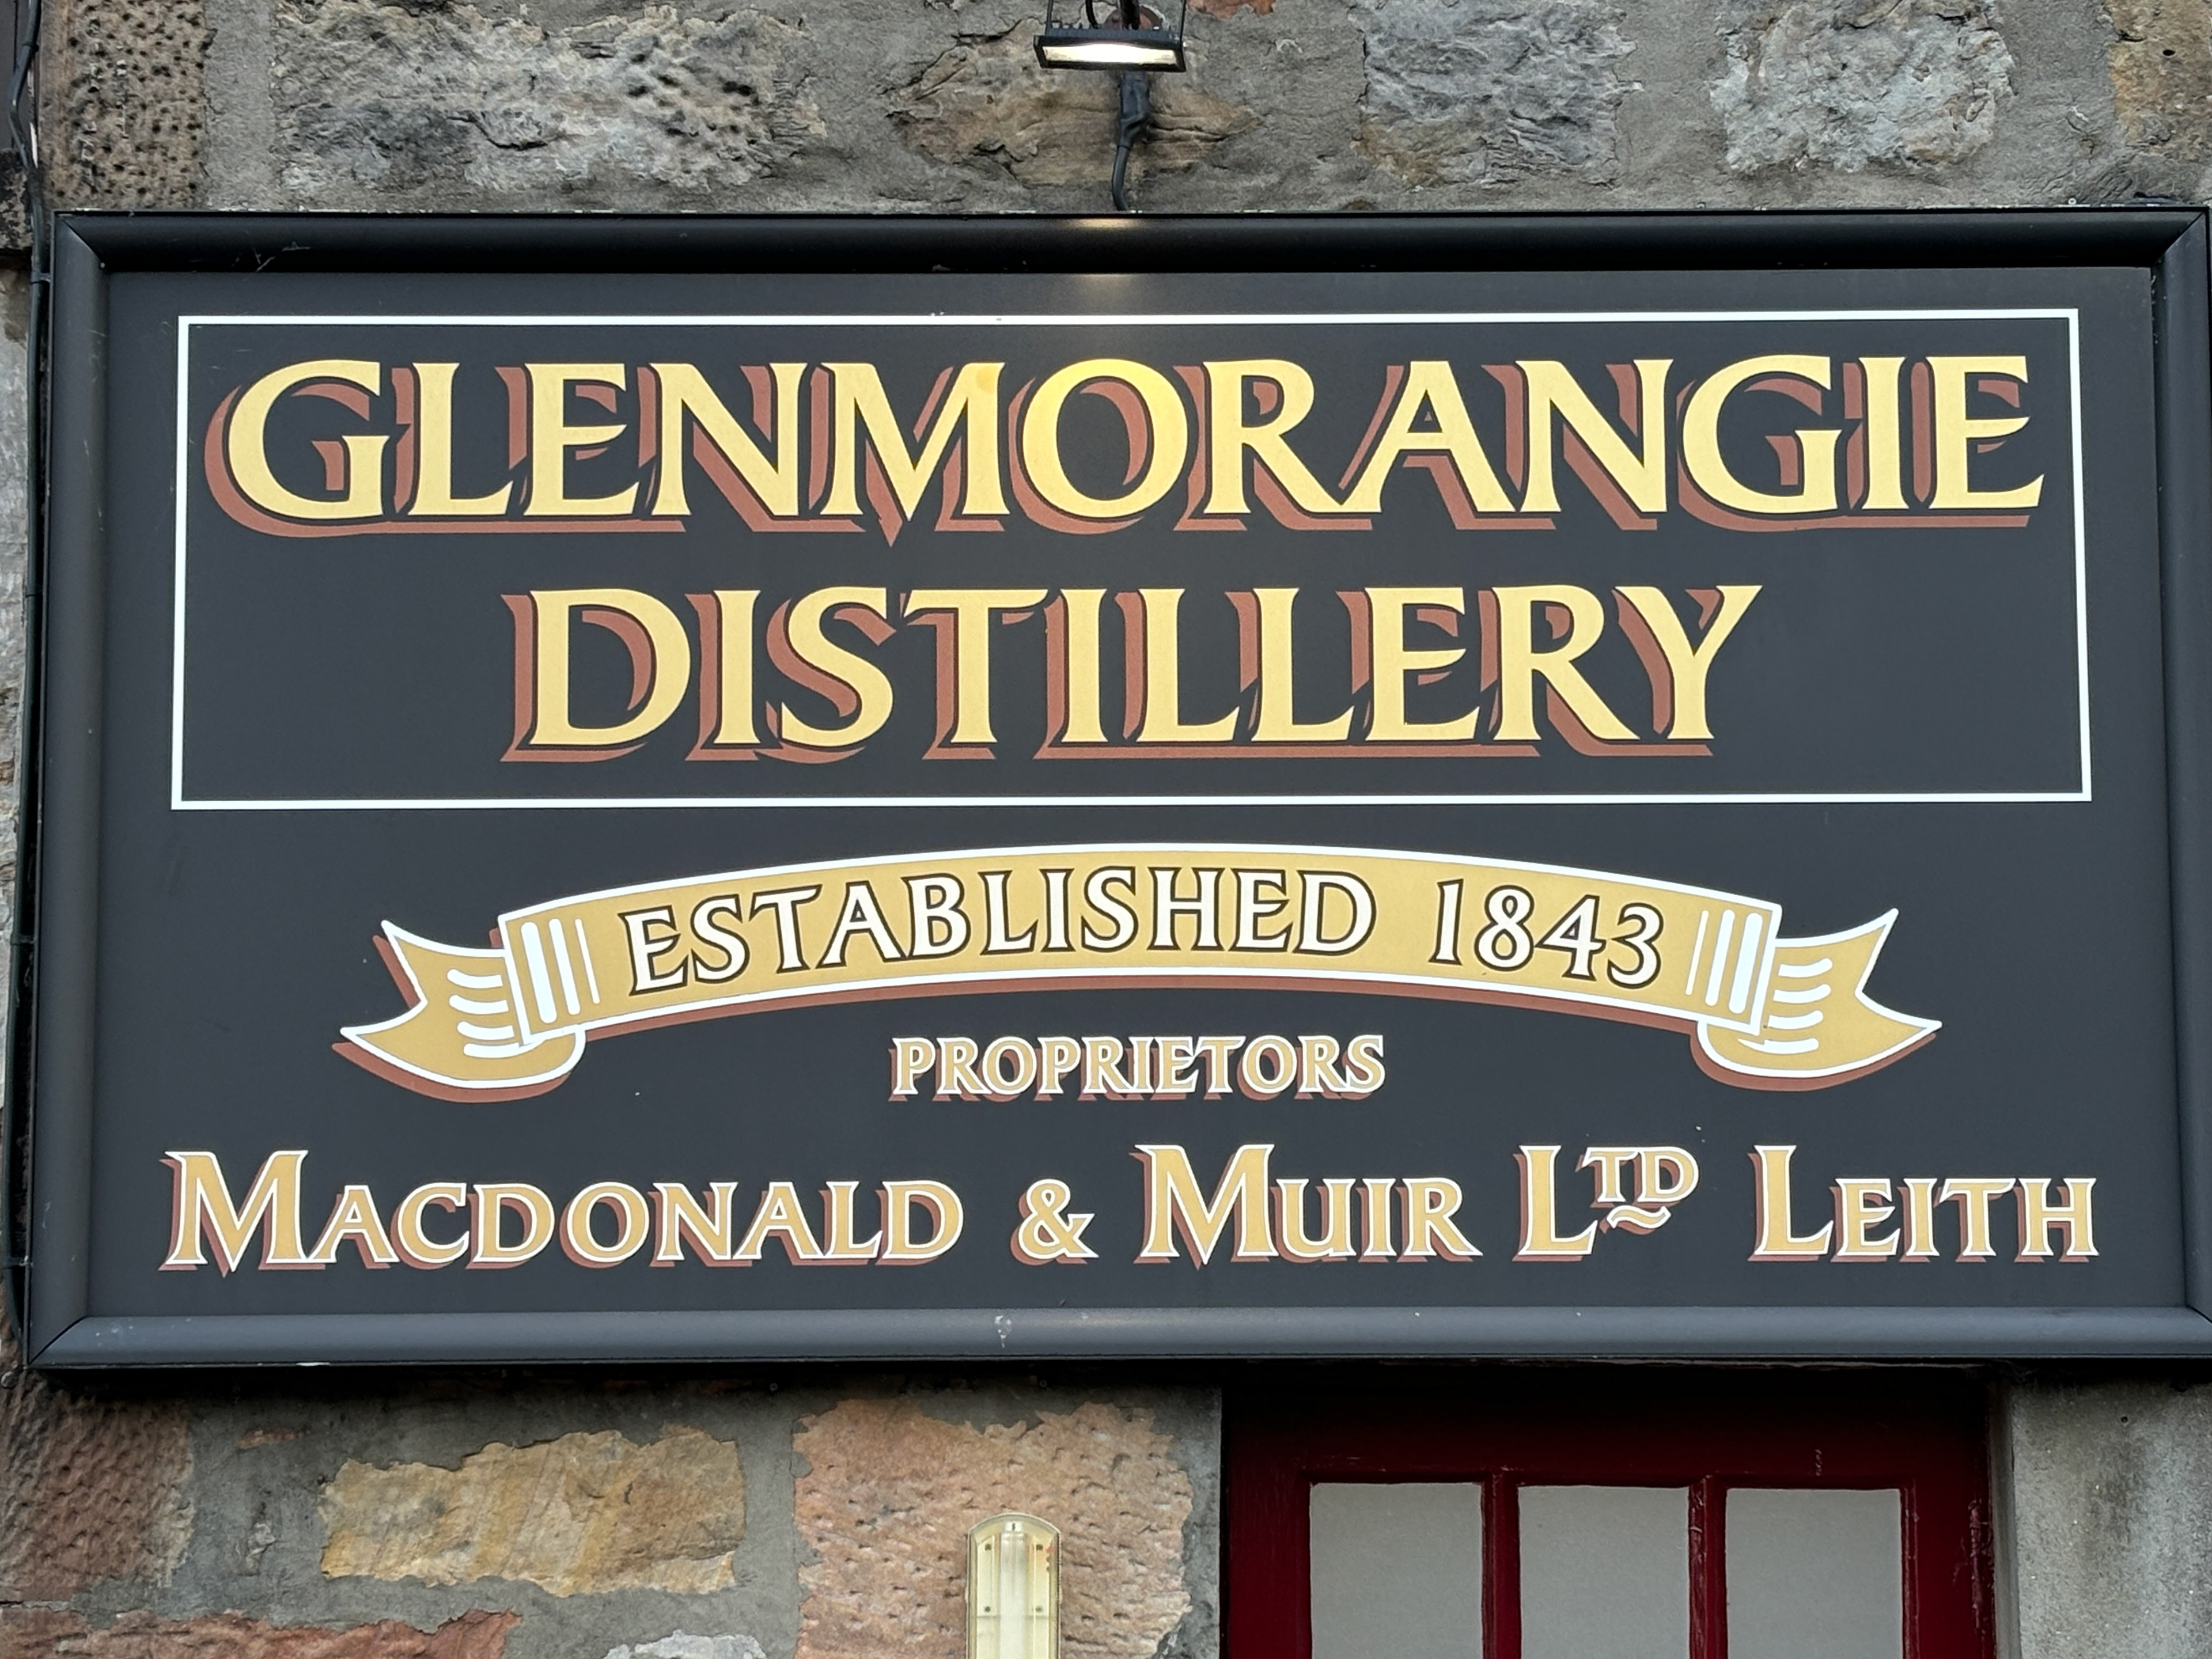 GLENMORANGIE
DISTILLERY
ESTABLISHED 1843
PROPRIETORS
MACDONALD & MUIR LTD LEITH